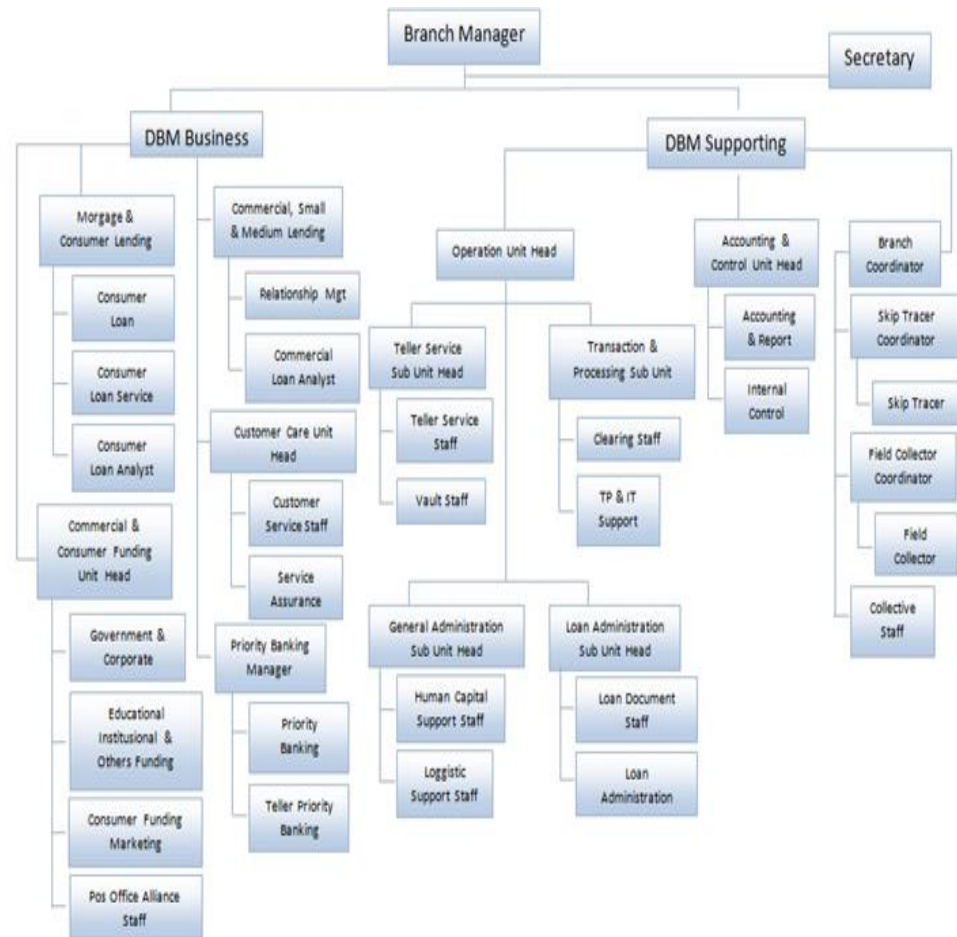 Branch Manager
Secretary
DBM Business
DBM Supporting
Morgage &
Consumer Lending
Consumer
Loan
Consumer
Loan Service
Consumer
Loan Analyst
Commercial &
Consumer Funding
Unit Head
Government &
Corporate
Educational
Institusional &
Others Funding
Consumer Funding
Marketing
Pos Office Alliance
Staff
Commercial, Small
& Medium Lending
Relationship Mgt
Commercial
Loan Analyst
Customer Care Unit
Head
Customer
Service Staff
Service
Assurance
Priority Banking
Manager
Priority
Banking
Teller Priority
Banking
Operation Unit Head
Teller Service
Sub Unit Head
Teller Service
Staff
Vault Staff
Transaction &
Processing Sub Unit
Clearing Staff
TP & IT
Support
General Administration
Sub Unit Head
Human Capital
Support Staff
Loggistic
Support Staff
Loan Administration
Sub Unit Head
Loan Document
Staff
Loan
Administration
Accounting &
Control Unit Head
Accounting
& Report
Internal
Control
Branch
Coordinator
Skip Tracer
Coordinator
Skip Tracer
Field Collector
Coordinator
Field
Collector
Collective
Staff